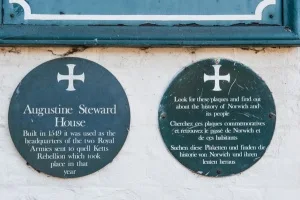 Augustine Steward
House
Built in 1549 it was used as the
headquarters of the two Royal
Armies sent to quell Ketts
Rebellion which took
place in that
year
Look for these plaques and find out
about the history of Norwich and
its people
Cherchez ces plaques commemoratives
et retrouvez le passé de Norwich et
de ces habitants
Suchen diese Plaketten und finden die
historie von Norwich und ihren
leuten heraus